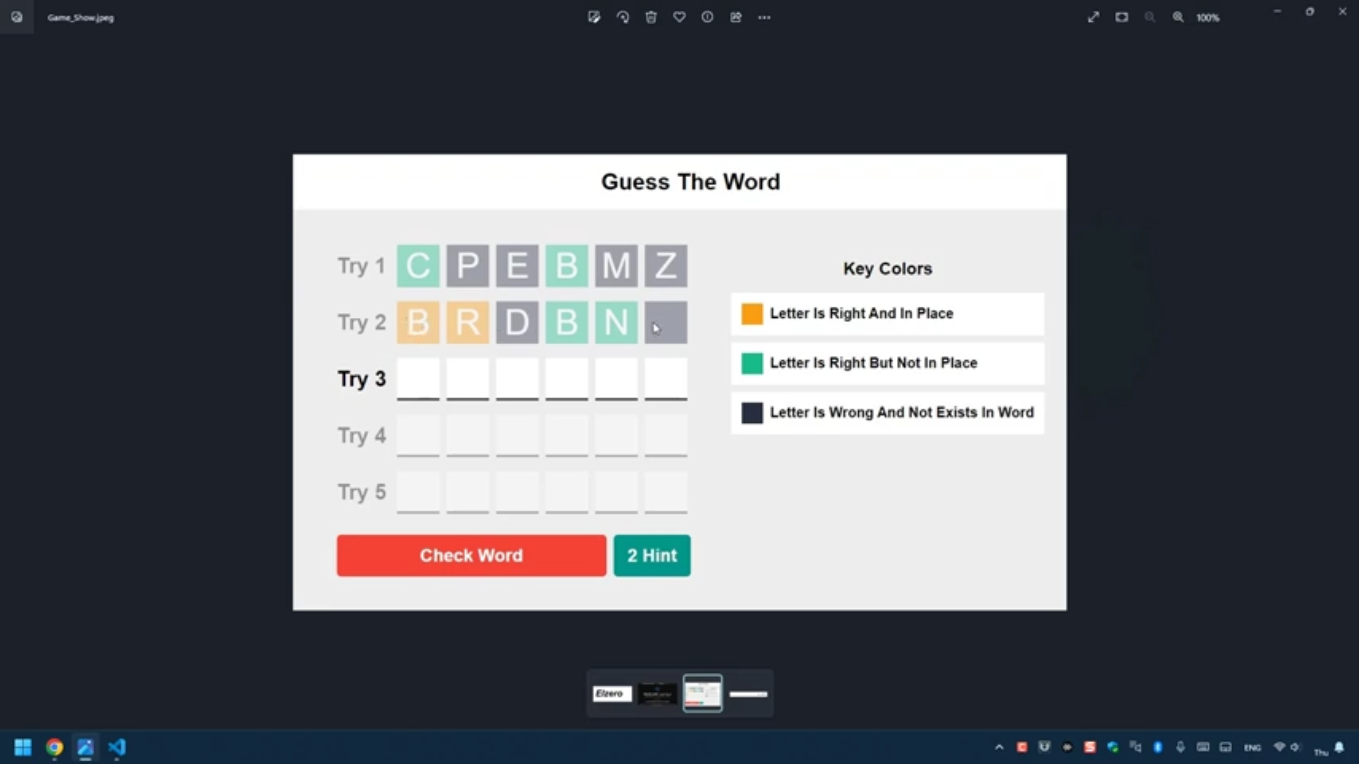 Game_Show.jpeg
100%
Guess The Word
Try 1 C P E B M Z
Try 2 B R D B N
Try 3
Try 4
Try 5
Check Word
2 Hint
Key Colors
Letter Is Right And In Place
Letter Is Right But Not In Place
Letter Is Wrong And Not Exists In Word
Elzero
ENG
Thu